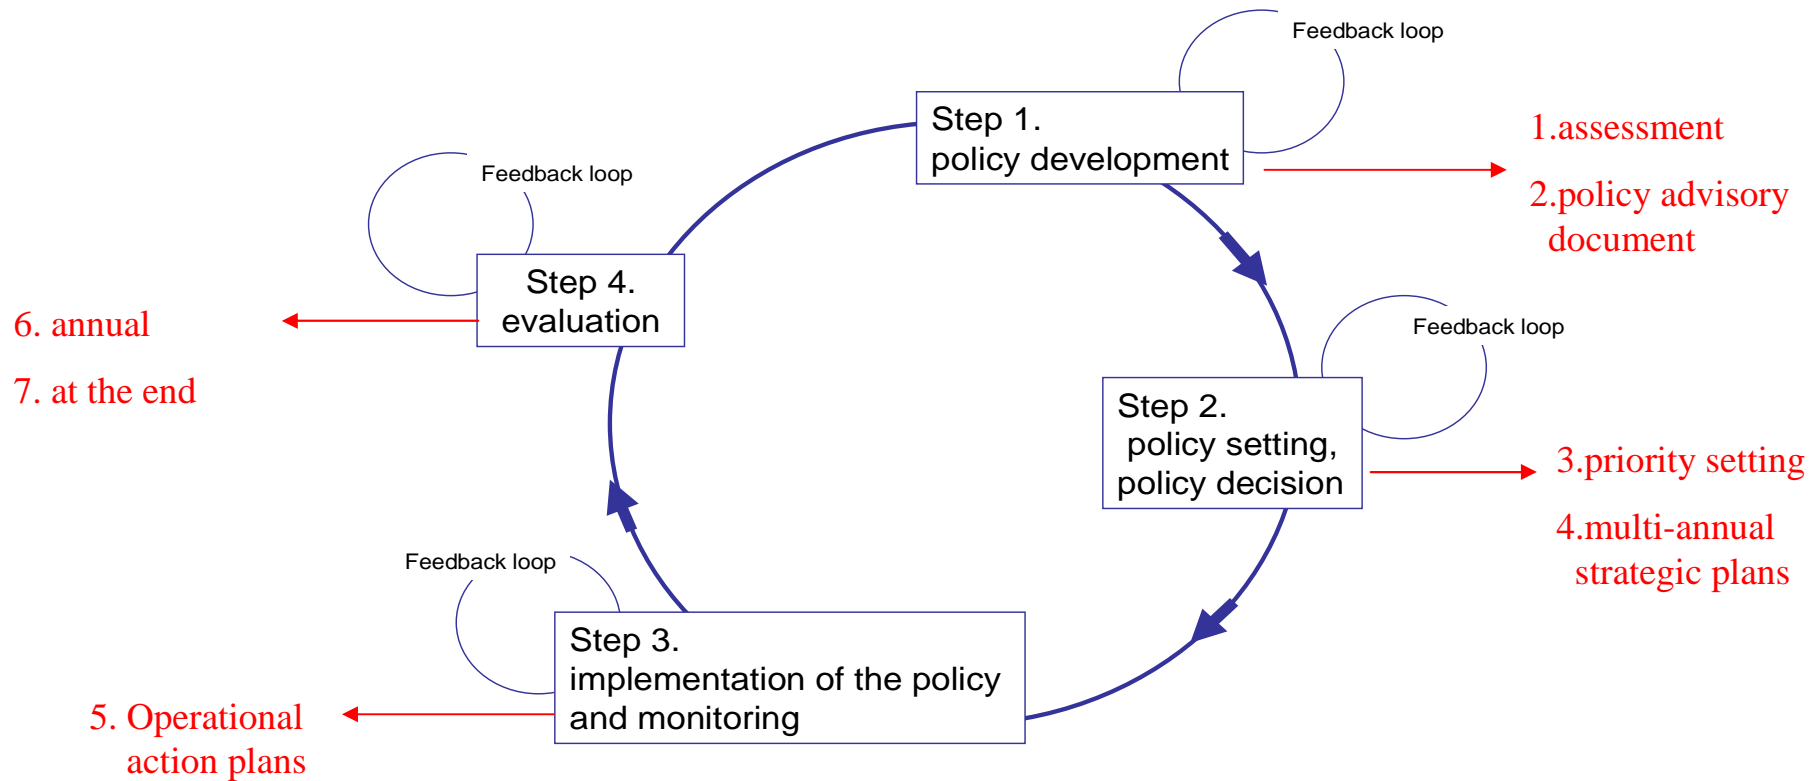 Feedback loop
Step 1.
policy development
1.assessment
2.policy advisory
document
Feedback loop
Step 4.
evaluation
6. annual
7. at the end
Feedback loop
Step 2.
policy setting,
policy decision
3.priority setting
4.multi-annual
strategic plans
Feedback loop
Step 3.
implementation of the policy
and monitoring
5. Operational
action plans